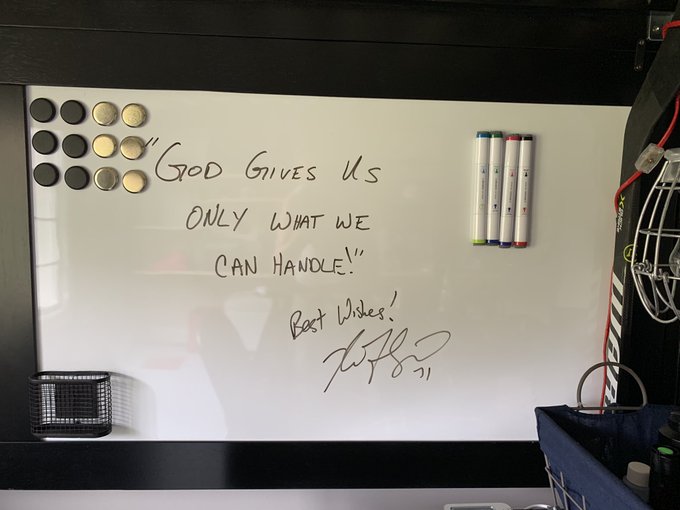 "GOD GIVES US
ONLY WHAT WE
CAN HANDLE!"
Best Wishes!
71